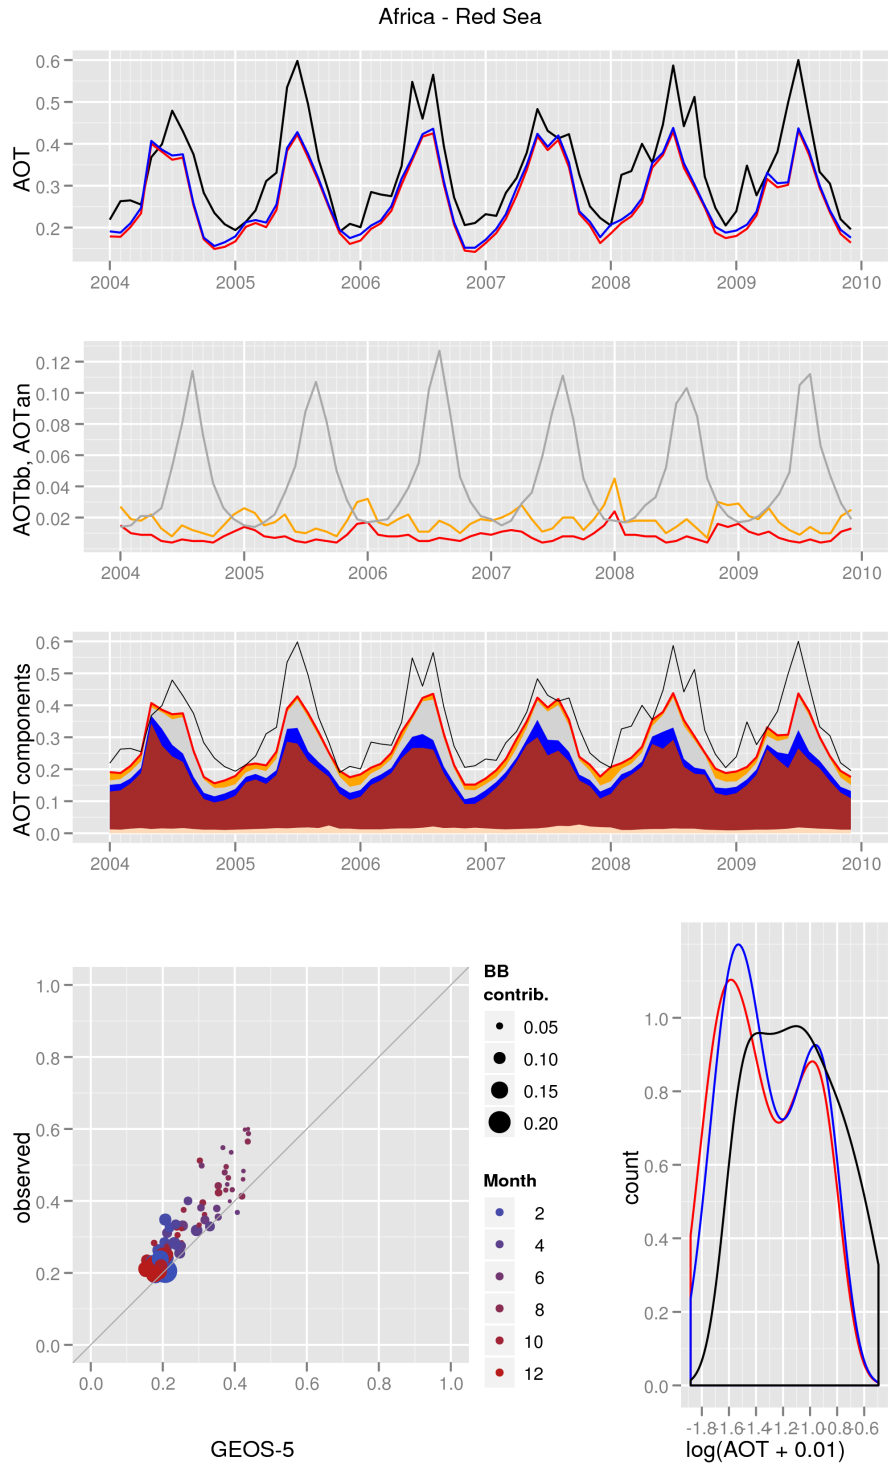 Africa - Red Sea
AOT
0.6
0.5
0.4
0.3
0.2
2004 2005 2006 2007 2008 2009 2010
AOTbb, AOTan
0.12
0.10
0.08
0.06
0.04
0.02
2004 2005 2006 2007 2008 2009 2010
AOT components
0.6
0.5
0.4
0.3
0.2
0.1
0.0
2004 2005 2006 2007 2008 2009 2010
observed
1.0
0.8
0.6
0.4
0.2
0.0
0.0 0.2 0.4 0.6 0.8 1.0
GEOS-5
BB
contrib.
0.05
0.10
0.15
0.20
Month
2
4
6
8
10
12
count
1.0
0.8
0.6
0.4
0.2
0.0
-1.8 -1.6 -1.4 -1.2 -1.0 -0.8 -0.6
log(AOT + 0.01)